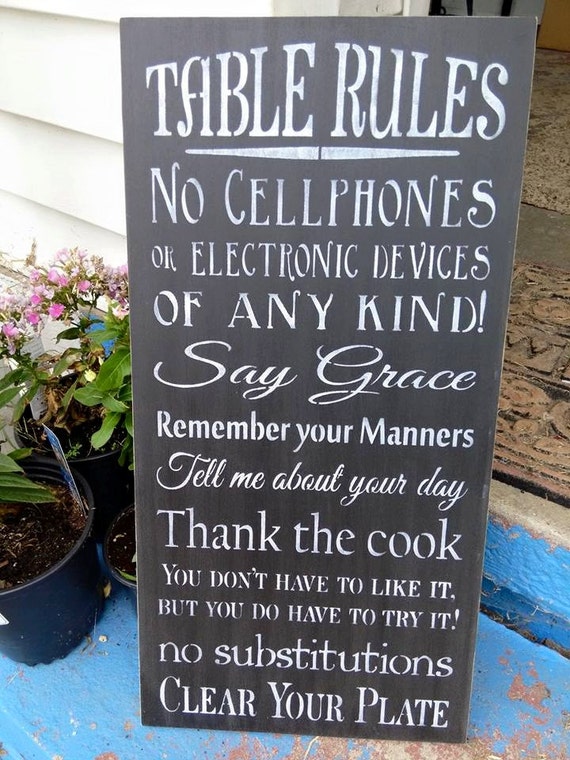 TABLE RULES
No CELLPHONES
OR ELECTRONIC DEVICES
OF ANY KIND!
Say Grace
Remember your Manners
Tell me about your day
Thank the cook
YOU DON'T HAVE TO LIKE IT,
BUT YOU DO HAVE TO TRY IT!
no substitutions
CLEAR YOUR PLATE